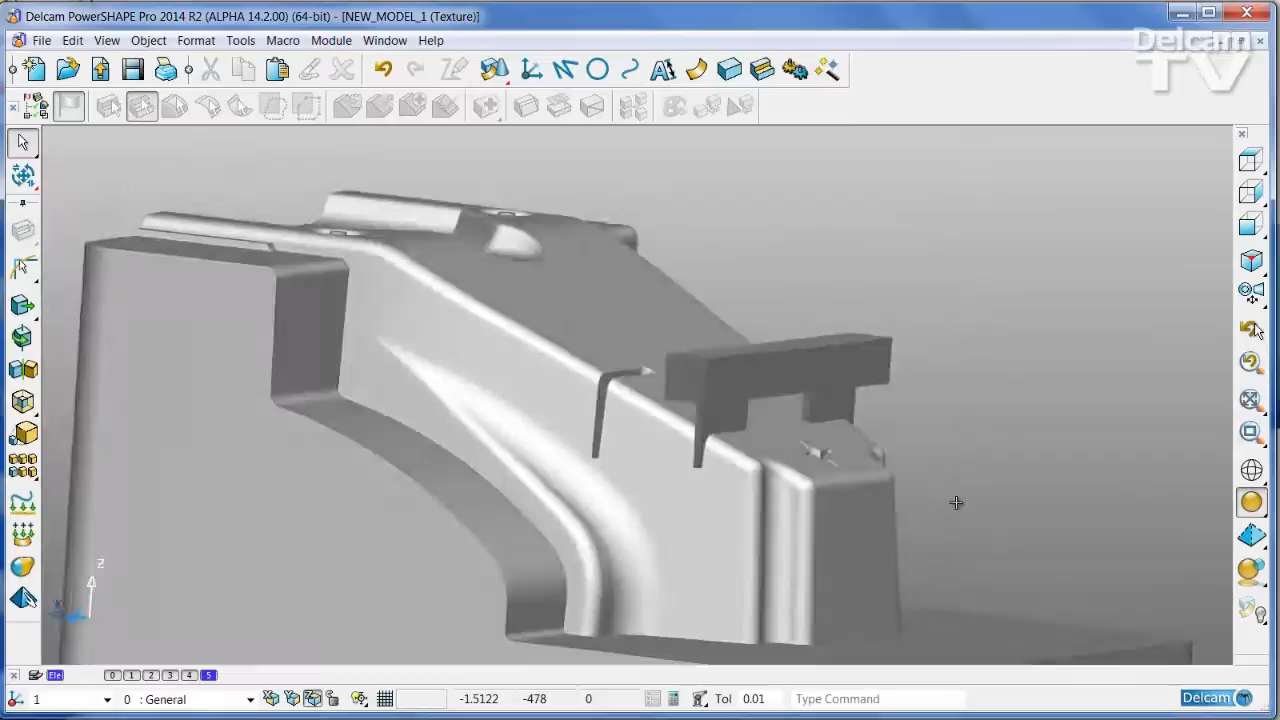 Delcam PowerSHAPE Pro 2014 R2 (ALPHA 14.2.00) (64-bit) - [NEW_MODEL_1 (Texture)]
File Edit View Object Format Tools Macro Module Window Help
Delcam
TV
Z
Ele 0 1 2 3 4 5
1 0 : General -1.5122 -478 0 Tol 0.01 Type Command Delcam